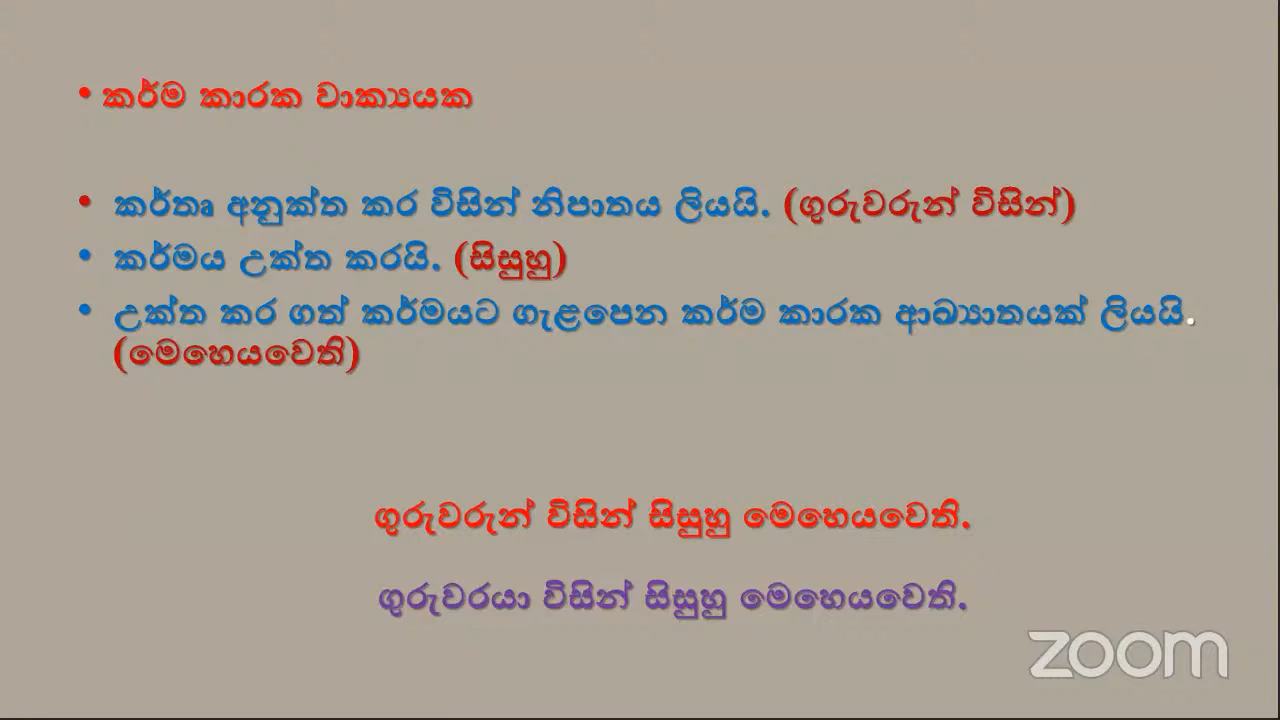 • කර්ම කාරක වාක්‍යයක
• කර්තෘ අනුක්ත කර විසින් නිපාතය ලියයි. (ගුරුවරුන් විසින්)
• කර්මය උක්ත කරයි. (සිසුහු)
• උක්ත කර ගත් කර්මයට ගැළපෙන කර්ම කාරක ආඛ්‍යාතයක් ලියයි.
(මෙහෙයවෙති)
ගුරුවරුන් විසින් සිසුහු මෙහෙයවෙති.
ගුරුවරයා විසින් සිසුහු මෙහෙයවෙති.
zoom